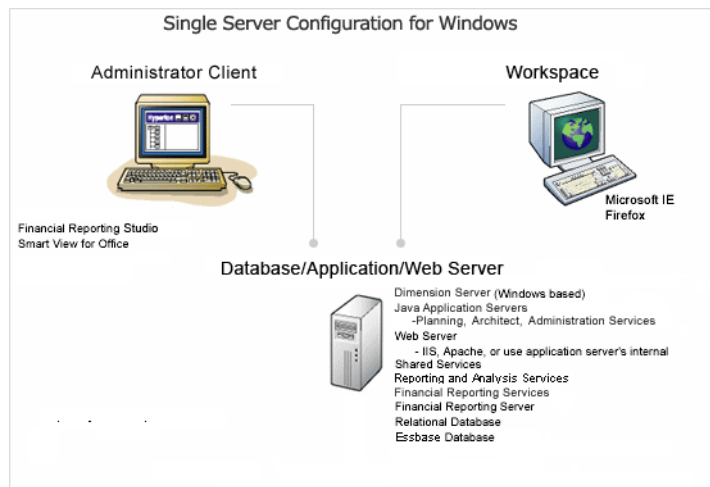 Single Server Configuration for Windows
Administrator Client
Workspace
Hyperion
Microsoft IE
Firefox
Financial Reporting Studio
Smart View for Office
Database/Application/Web Server
Dimension Server (Windows based)
Java Application Servers
-Planning, Architect, Administration Services
Web Server
- IIS, Apache, or use application server's internal
Shared Services
Reporting and Analysis Services
Financial Reporting Services
Financial Reporting Server
Relational Database
Essbase Database